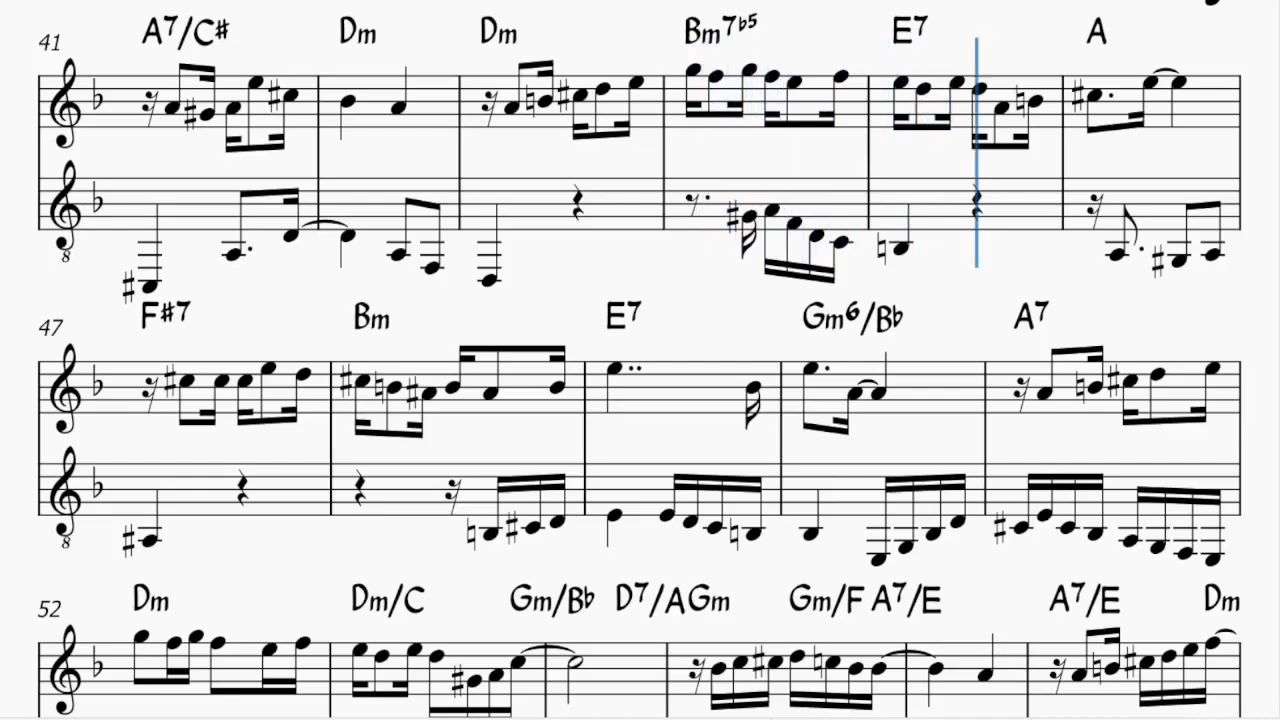 41 A7/C# Dm Dm Bm7b5 E7 A
8
47 F#7 Bm E7 Gm6/Bb A7
8
52 Dm Dm/C Gm/Bb D7/A Gm Gm/F A7/E A7/E Dm